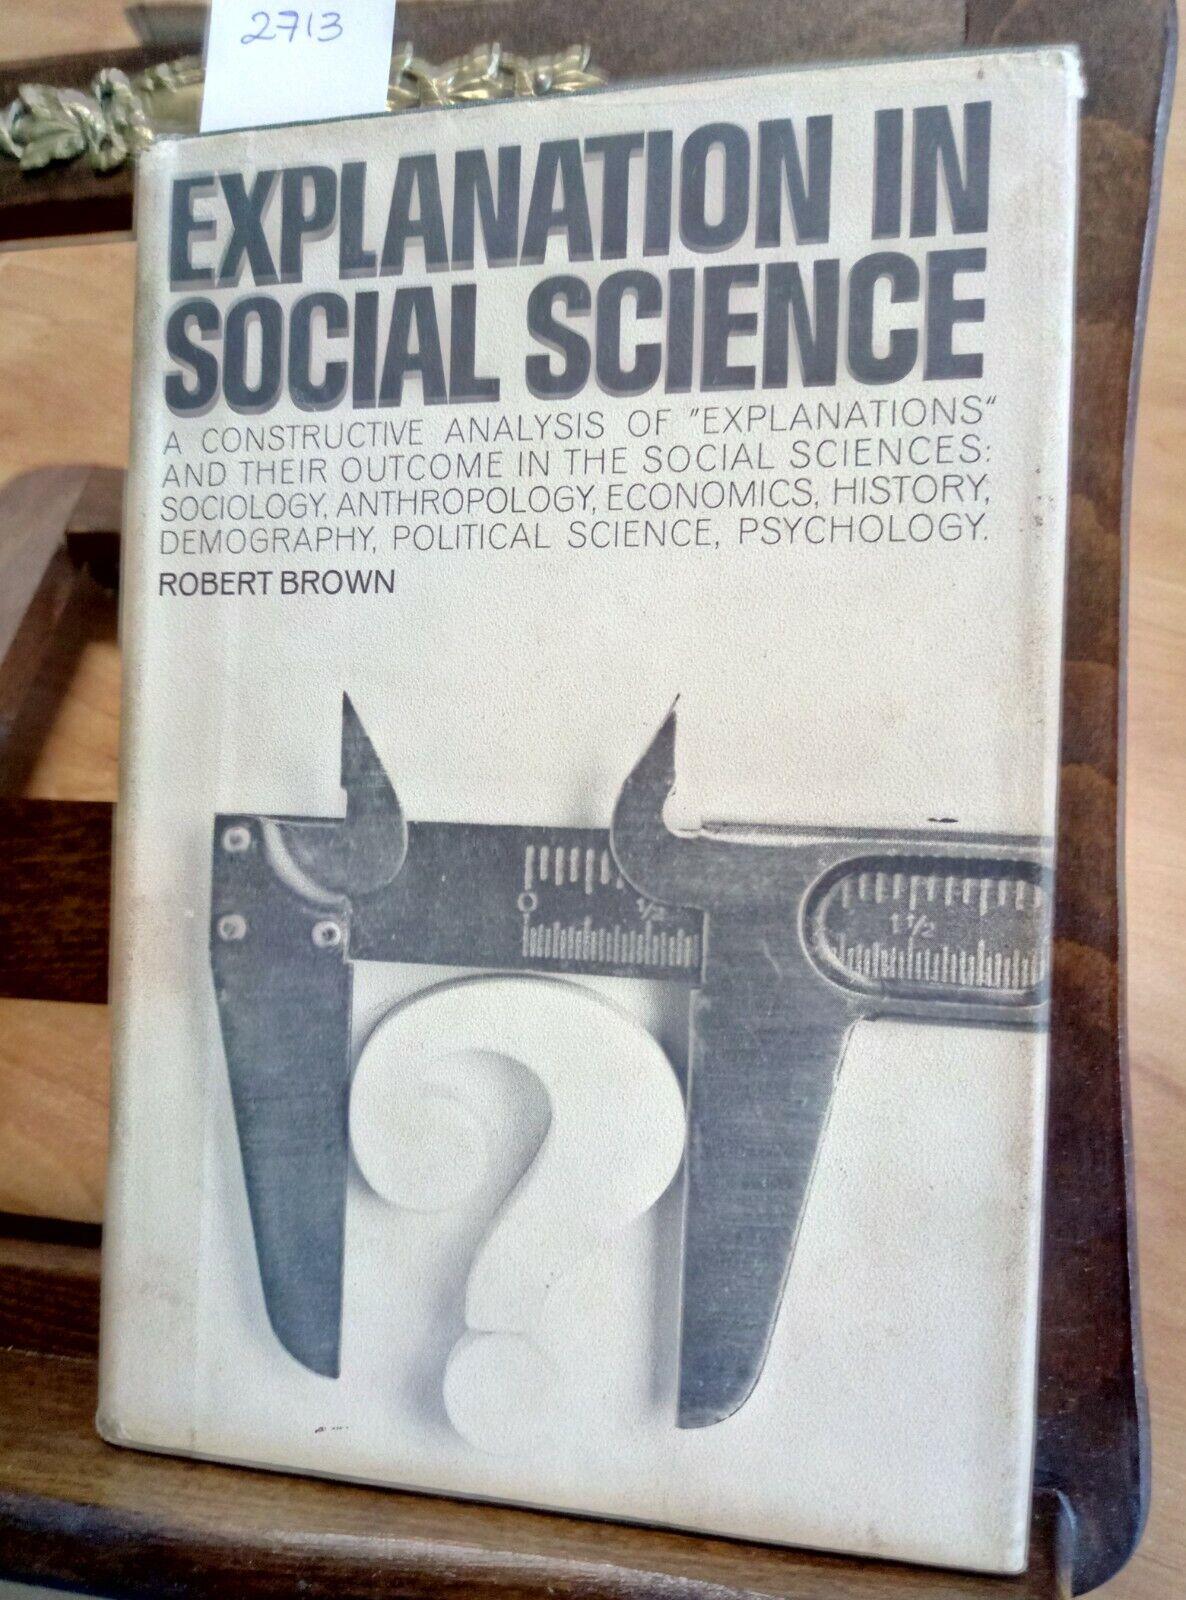 2713
EXPLANATION IN
SOCIAL SCIENCE
A CONSTRUCTIVE ANALYSIS OF "EXPLANATIONS“
AND THEIR OUTCOME IN THE SOCIAL SCIENCES:
SOCIOLOGY, ANTHROPOLOGY, ECONOMICS, HISTORY,
DEMOGRAPHY, POLITICAL SCIENCE, PSYCHOLOGY.
ROBERT BROWN
0 1/2
1 1/2
?